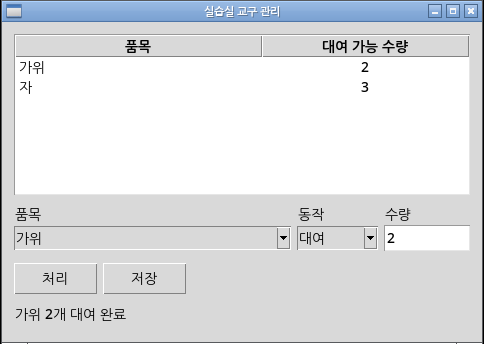 실습실 교구 관리
품목 대여 가능 수량
가위 2
자 3
품목 동작 수량
가위 대여 2
처리 저장
가위 2개 대여 완료